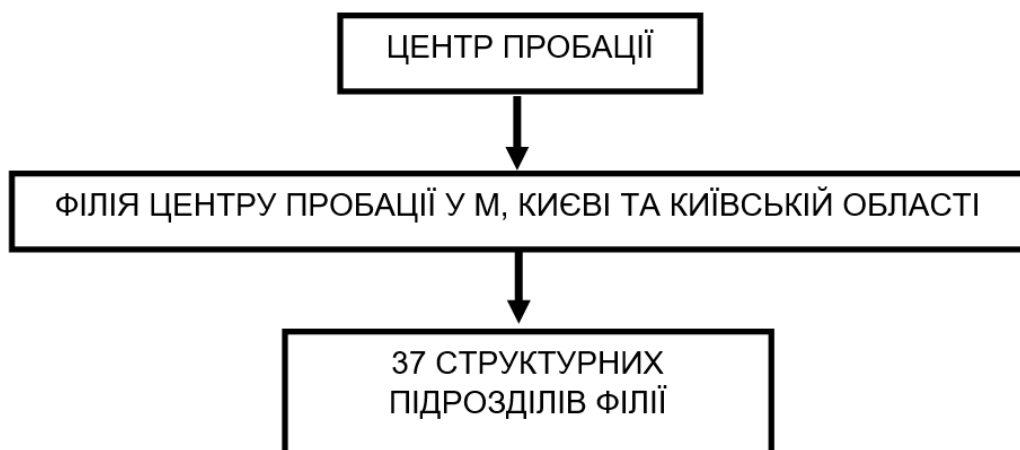 ЦЕНТР ПРОБАЦІЇ
ФІЛІЯ ЦЕНТРУ ПРОБАЦІЇ У М, КИЄВІ ТА КИЇВСЬКІЙ ОБЛАСТІ
37 СТРУКТУРНИХ
ПІДРОЗДІЛІВ ФІЛІЇ